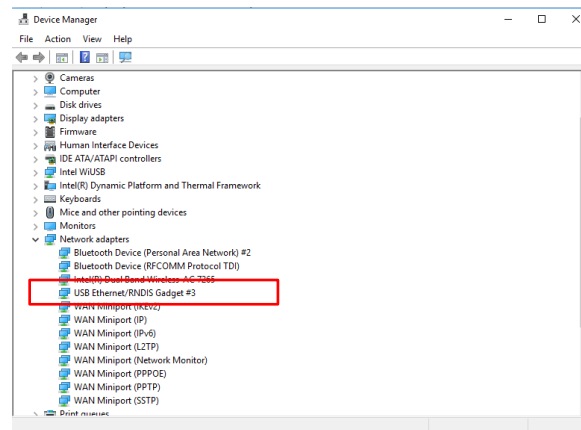 Device Manager
File Action View Help
Cameras
Computer
Disk drives
Display adapters
Firmware
Human Interface Devices
IDE ATA/ATAPI controllers
Intel WiUSB
Intel(R) Dynamic Platform and Thermal Framework
Keyboards
Mice and other pointing devices
Monitors
Network adapters
Bluetooth Device (Personal Area Network) #2
Bluetooth Device (RFCOMM Protocol TDI)
Intel(R) Dual Band Wireless-AC 7265
USB Ethernet/RNDIS Gadget #3
WAN Miniport (IKEv2)
WAN Miniport (IP)
WAN Miniport (IPv6)
WAN Miniport (L2TP)
WAN Miniport (Network Monitor)
WAN Miniport (PPPOE)
WAN Miniport (PPTP)
WAN Miniport (SSTP)
Print queues